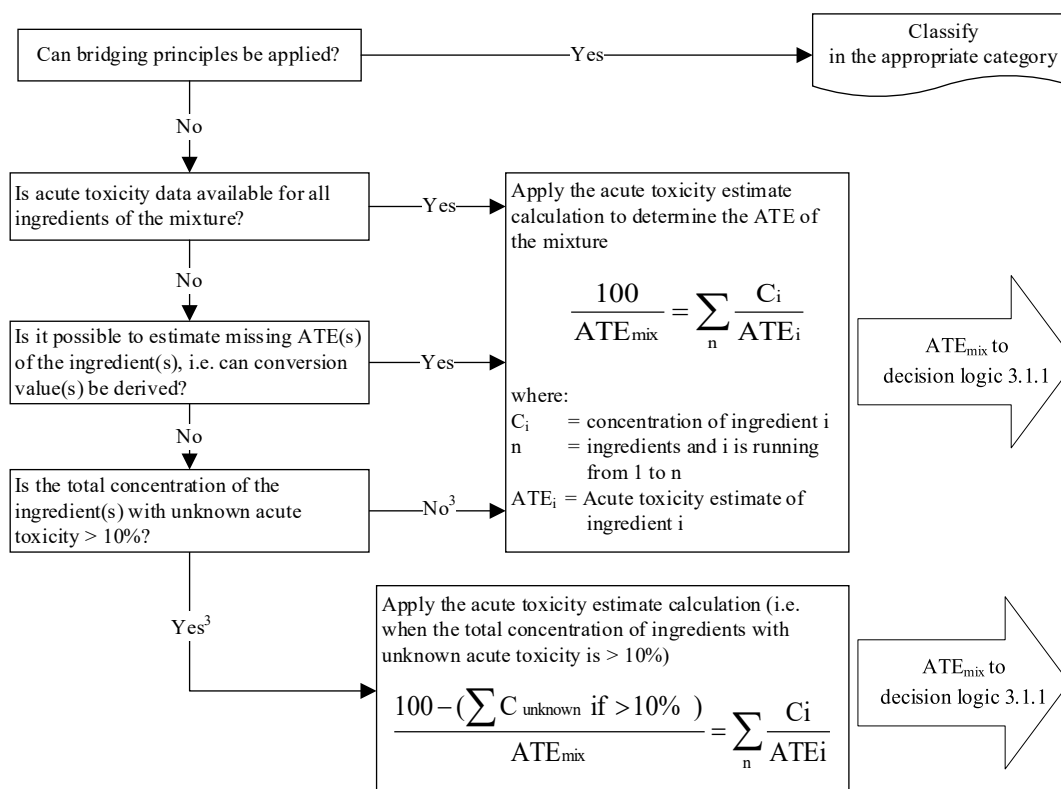 Can bridging principles be applied?
Yes
Classify
in the appropriate category
No
Is acute toxicity data available for all
ingredients of the mixture?
Yes
Apply the acute toxicity estimate
calculation to determine the ATE of
the mixture
100/ATEmix = ∑n Ci/ATEi
where:
Ci = concentration of ingredient i
n = ingredients and i is running
from 1 to n
ATEi = Acute toxicity estimate of
ingredient i
ATEmix to
decision logic 3.1.1
No
Is it possible to estimate missing ATE(s)
of the ingredient(s), i.e. can conversion
value(s) be derived?
Yes
No
Is the total concentration of the
ingredient(s) with unknown acute
toxicity > 10%?
No³
Yes³
Apply the acute toxicity estimate calculation (i.e.
when the total concentration of ingredients with
unknown acute toxicity is > 10%)
100 – (∑ C unknown if > 10% )/ATEmix = ∑n Ci/ATEi
ATEmix to
decision logic 3.1.1